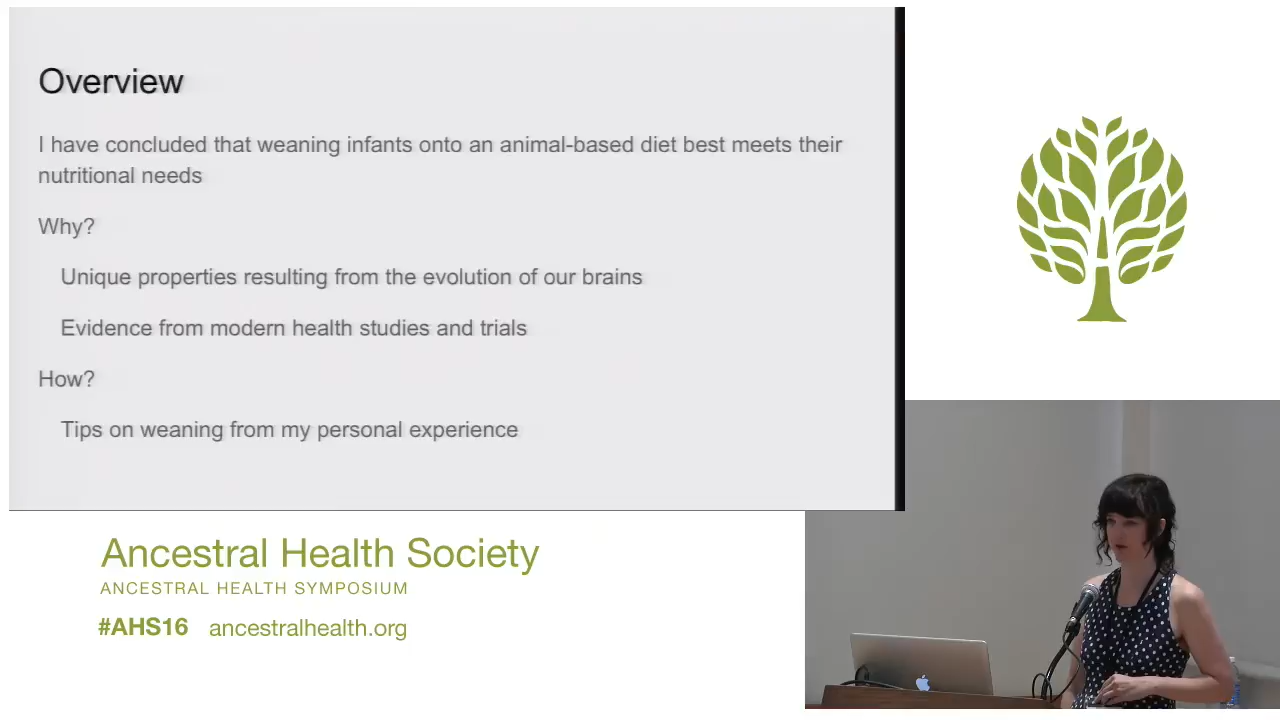 Overview
I have concluded that weaning infants onto an animal-based diet best meets their
nutritional needs
Why?
Unique properties resulting from the evolution of our brains
Evidence from modern health studies and trials
How?
Tips on weaning from my personal experience
Ancestral Health Society
ANCESTRAL HEALTH SYMPOSIUM
#AHS16 ancestralhealth.org